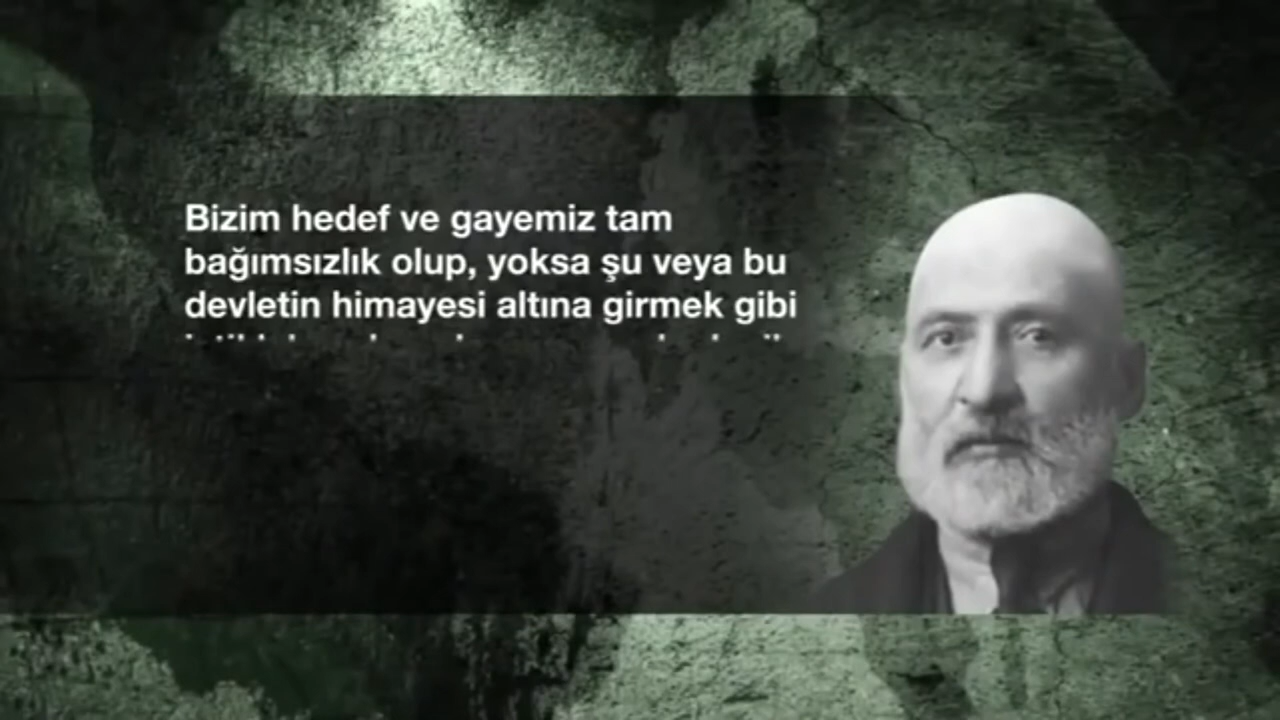 Bizim hedef ve gayemiz tam
bağımsızlık olup, yoksa şu veya bu
devletin himayesi altına girmek gibi